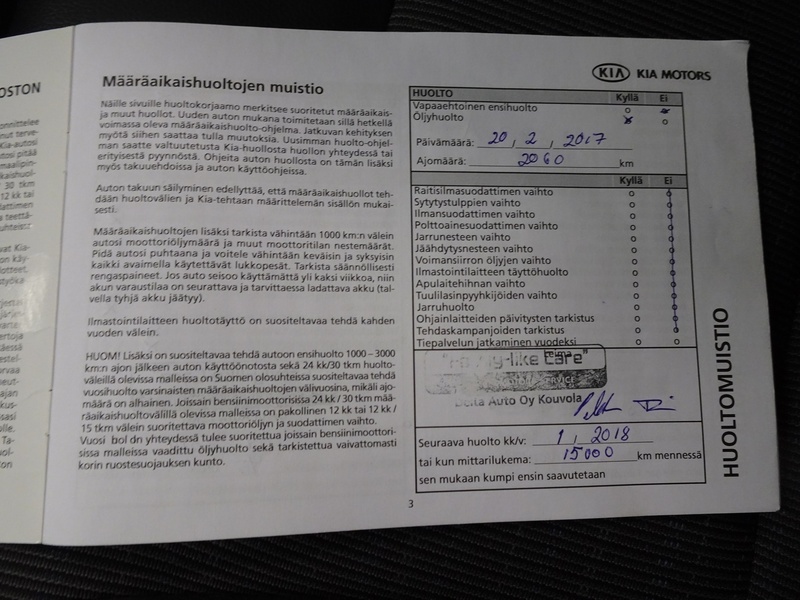 OSTON
Määräaikaishuoltojen muistio
Näille sivuille huoltokorjaamo merkitsee suoritetut määräaikais-
ja muut huollot. Uuden auton mukana toimitetaan sillä hetkellä
voimassa oleva määräaikaishuolto-ohjelma. Jatkuvan kehityksen
myötä siihen saattaa tulla muutoksia. Uusimman huolto-ohjel-
man saatte valtuutetusta Kia-huollosta huollon yhteydessä tai
erityisestä pyynnöstä. Ohjeita auton huollosta on tämän lisäksi
myös takuuehdoissa ja auton käyttöohjeissa.
Auton takuun säilyminen edellyttää, että määräaikaishuollot teh-
dään huoltovälien ja Kia-tehtaan määrittelemän sisällön mukai-
sesti.
Määräaikaishuoltojen lisäksi tarkista vähintään 1000 km:n välein
autosi moottoriöljymäärä ja muut moottoritilan nestemäärät.
Pidä autosi puhtaana ja voitele vähintään keväisin ja syksyisin
kaikki avaimella käytettävät lukkopesät. Tarkista säännöllisesti
rengaspaineet. Jos auto seisoo käyttämättä yli kaksi viikkoa, niin
akun varaustilaa on seurattava ja tarvittaessa ladattava akku (tal-
vella tyhjä akku jäätyy).
Ilmastointilaitteen huoltotäyttö on suositeltavaa tehdä kahden
vuoden välein.
HUOM! Lisäksi on suositeltavaa tehdä autoon ensihuolto 1000 – 3000
km:n ajon jälkeen auton käyttöönotosta sekä 24 kk/30 tkm huolto-
väleillä olevissa malleissa on Suomen olosuhteissa suositeltavaa tehdä
vuosihuolto varsinaisten määräaikaishuoltojen välivuosina, mikäli ajo-
määrä on alhainen. Joissain bensiinimoottorisissa 24 kk / 30 tkm mää-
räaikaishuoltovälillä olevissa malleissa on pakollinen 12 kk tai 12 kk /
15 tkm välein suoritettava moottoriöljyn ja suodattimen vaihto.
Vuosi bol dn yhteydessä tulee suoritettua joissain bensiinimoottori-
sissa malleissa vaadittu öljyhuolto sekä tarkistettua vaivattomasti
korin ruostesuojauksen kunto.
3
KIA KIA MOTORS
HUOLTO Kyllä Ei
Vapaaehtoinen ensihuolto
Öljyhuolto
Päivämäärä: 20, 2, 2017
Ajomäärä: 2060 km
Kyllä Ei
Raitisilmasuodattimen vaihto
Sytytystulppien vaihto
Ilmansuodattimen vaihto
Polttoainesuodattimen vaihto
Jarrunesteen vaihto
Jäähdytysnesteen vaihto
Voimansiirron öljyjen vaihto
Ilmastointilaitteen täyttöhuolto
Apulaitehihnan vaihto
Tuulilasinpyyhkijöiden vaihto
Jarruhuolto
Ohjainlaitteiden päivitysten tarkistus
Tehdaskampanjoiden tarkistus
Tiepalvelun jatkaminen vuodeksi
-like care"
Delta Auto Oy Kouvola
Seuraava huolto kk/v: 1, 2018
tai kun mittarilukema: 15000 km mennessä
sen mukaan kumpi ensin saavutetaan
HUOLTOMUISTIO